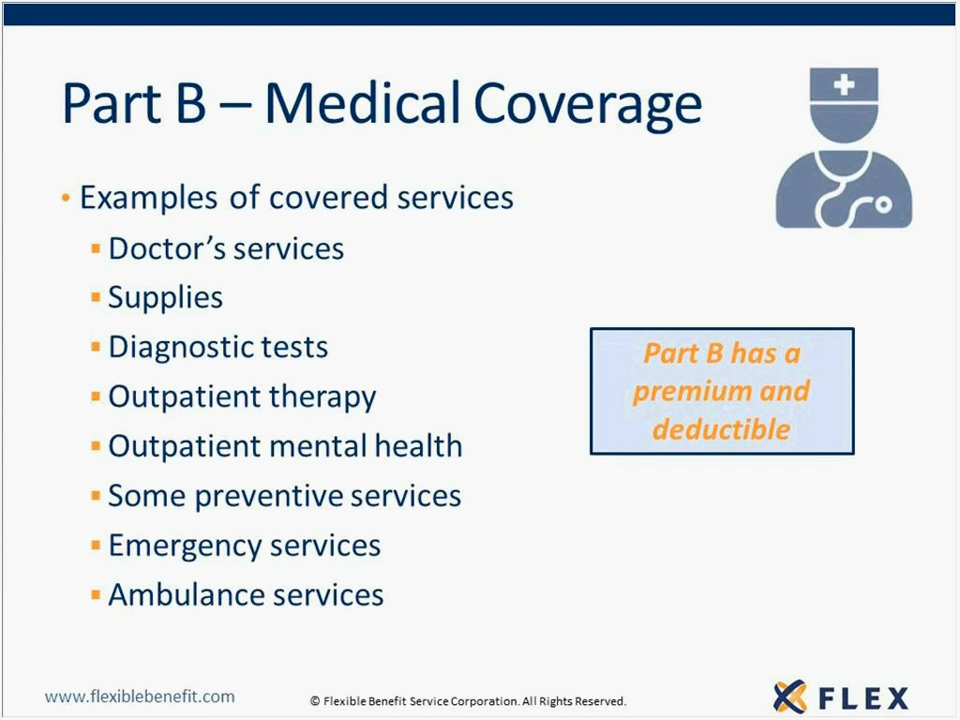 Part B – Medical Coverage
• Examples of covered services
▪ Doctor’s services
▪ Supplies
▪ Diagnostic tests
▪ Outpatient therapy
▪ Outpatient mental health
▪ Some preventive services
▪ Emergency services
▪ Ambulance services
Part B has a
premium and
deductible
www.flexiblebenefit.com
© Flexible Benefit Service Corporation. All Rights Reserved.
FLEX